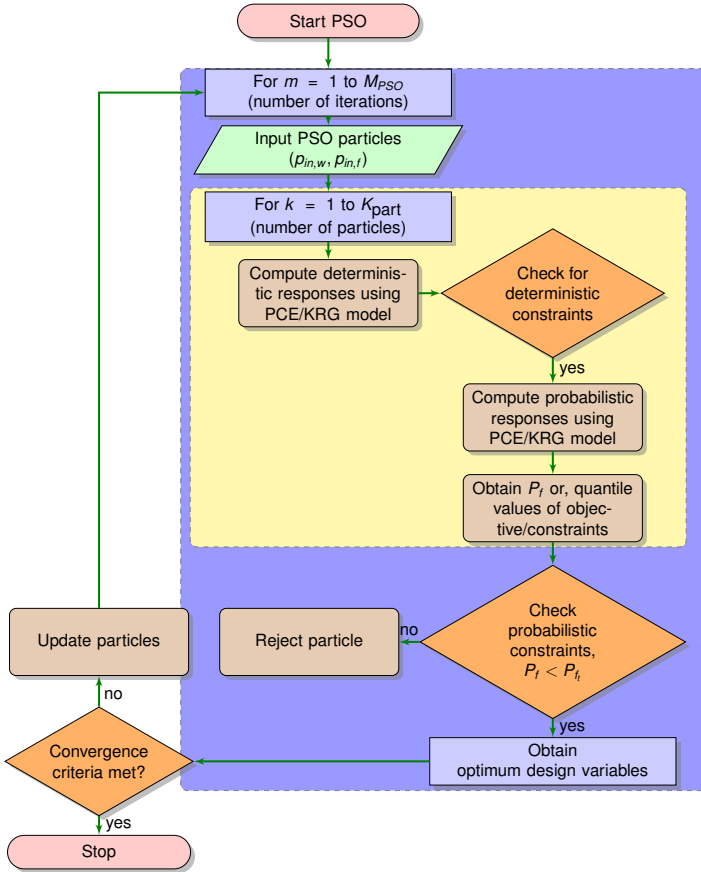 Start PSO
For m = 1 to M_PSO
(number of iterations)
Input PSO particles
(p_in,w, p_in,f)
For k = 1 to K_part
(number of particles)
Compute determinis-
tic responses using
PCE/KRG model
Check for
deterministic
constraints
yes
Compute probabilistic
responses using
PCE/KRG model
Obtain P_f or, quantile
values of objec-
tive/constraints
Check
probabilistic
constraints,
P_f < P_f_t
no
Reject particle
yes
Obtain
optimum design variables
Update particles
no
Convergence
criteria met?
yes
Stop